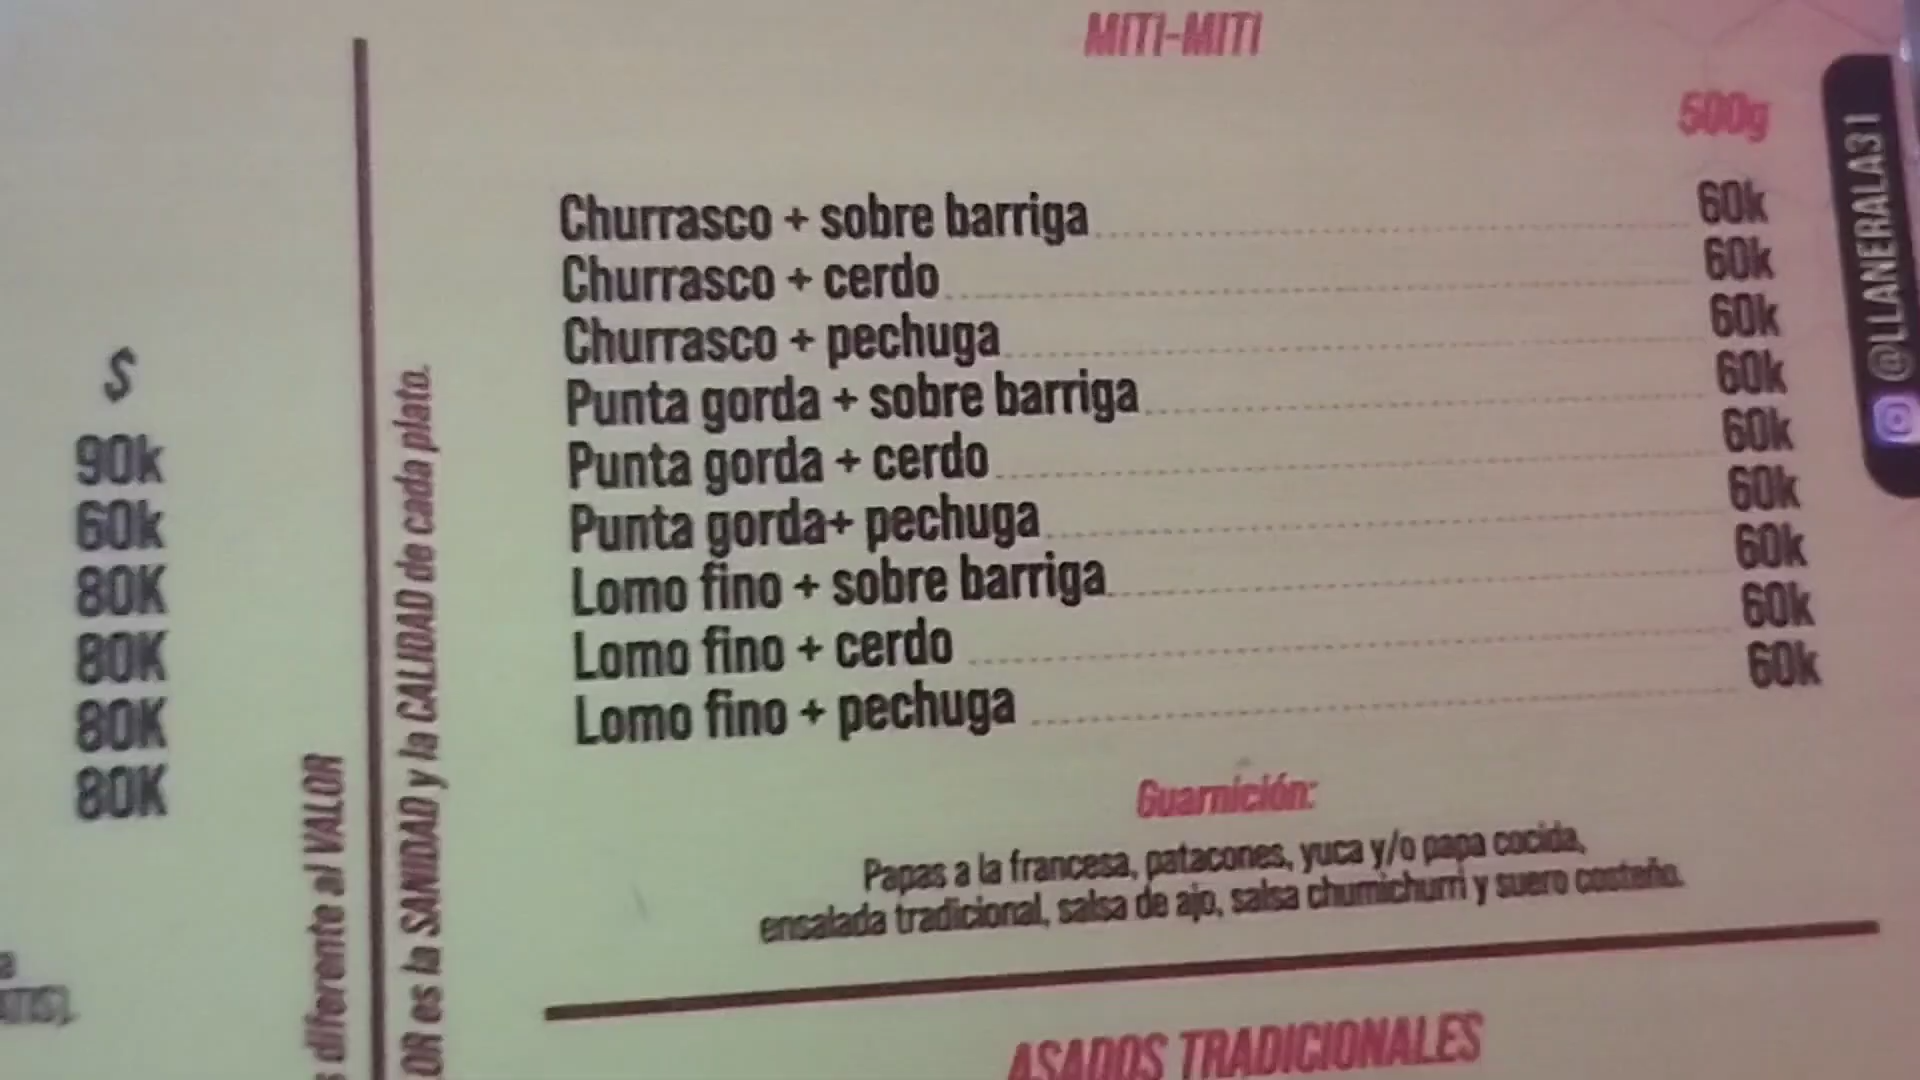 $
90k
60k
80K
80K
80K
80K
diferente al VALOR
OR es la SANIDAD y la CALIDAD de cada plato.
MITI-MITI
500g
Churrasco + sobre barriga 60k
Churrasco + cerdo 60k
Churrasco + pechuga 60k
Punta gorda + sobre barriga 60k
Punta gorda + cerdo 60k
Punta gorda+ pechuga 60k
Lomo fino + sobre barriga 60k
Lomo fino + cerdo 60k
Lomo fino + pechuga 60k
Guarnición:
Papas a la francesa, patacones, yuca y/o papa cocida,
ensalada tradicional, salsa de ajo, salsa chumichurri y suero costeño.
ASADOS TRADICIONALES
@LLANERALA31